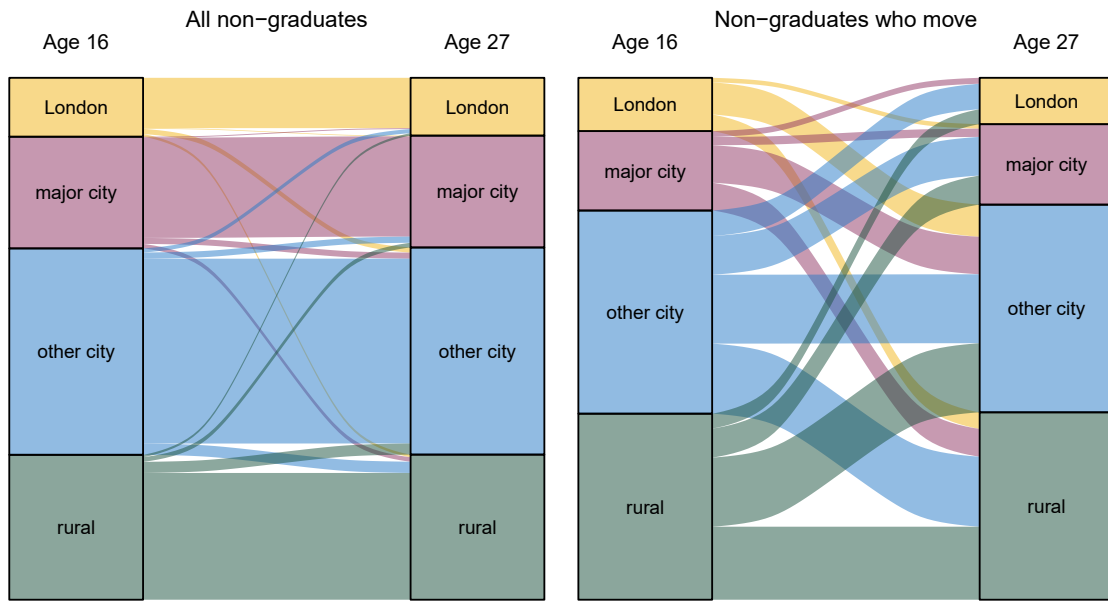 All non−graduates
Age 16
Age 27
London
London
major city
major city
other city
other city
rural
rural
Non−graduates who move
Age 16
Age 27
London
London
major city
major city
other city
other city
rural
rural